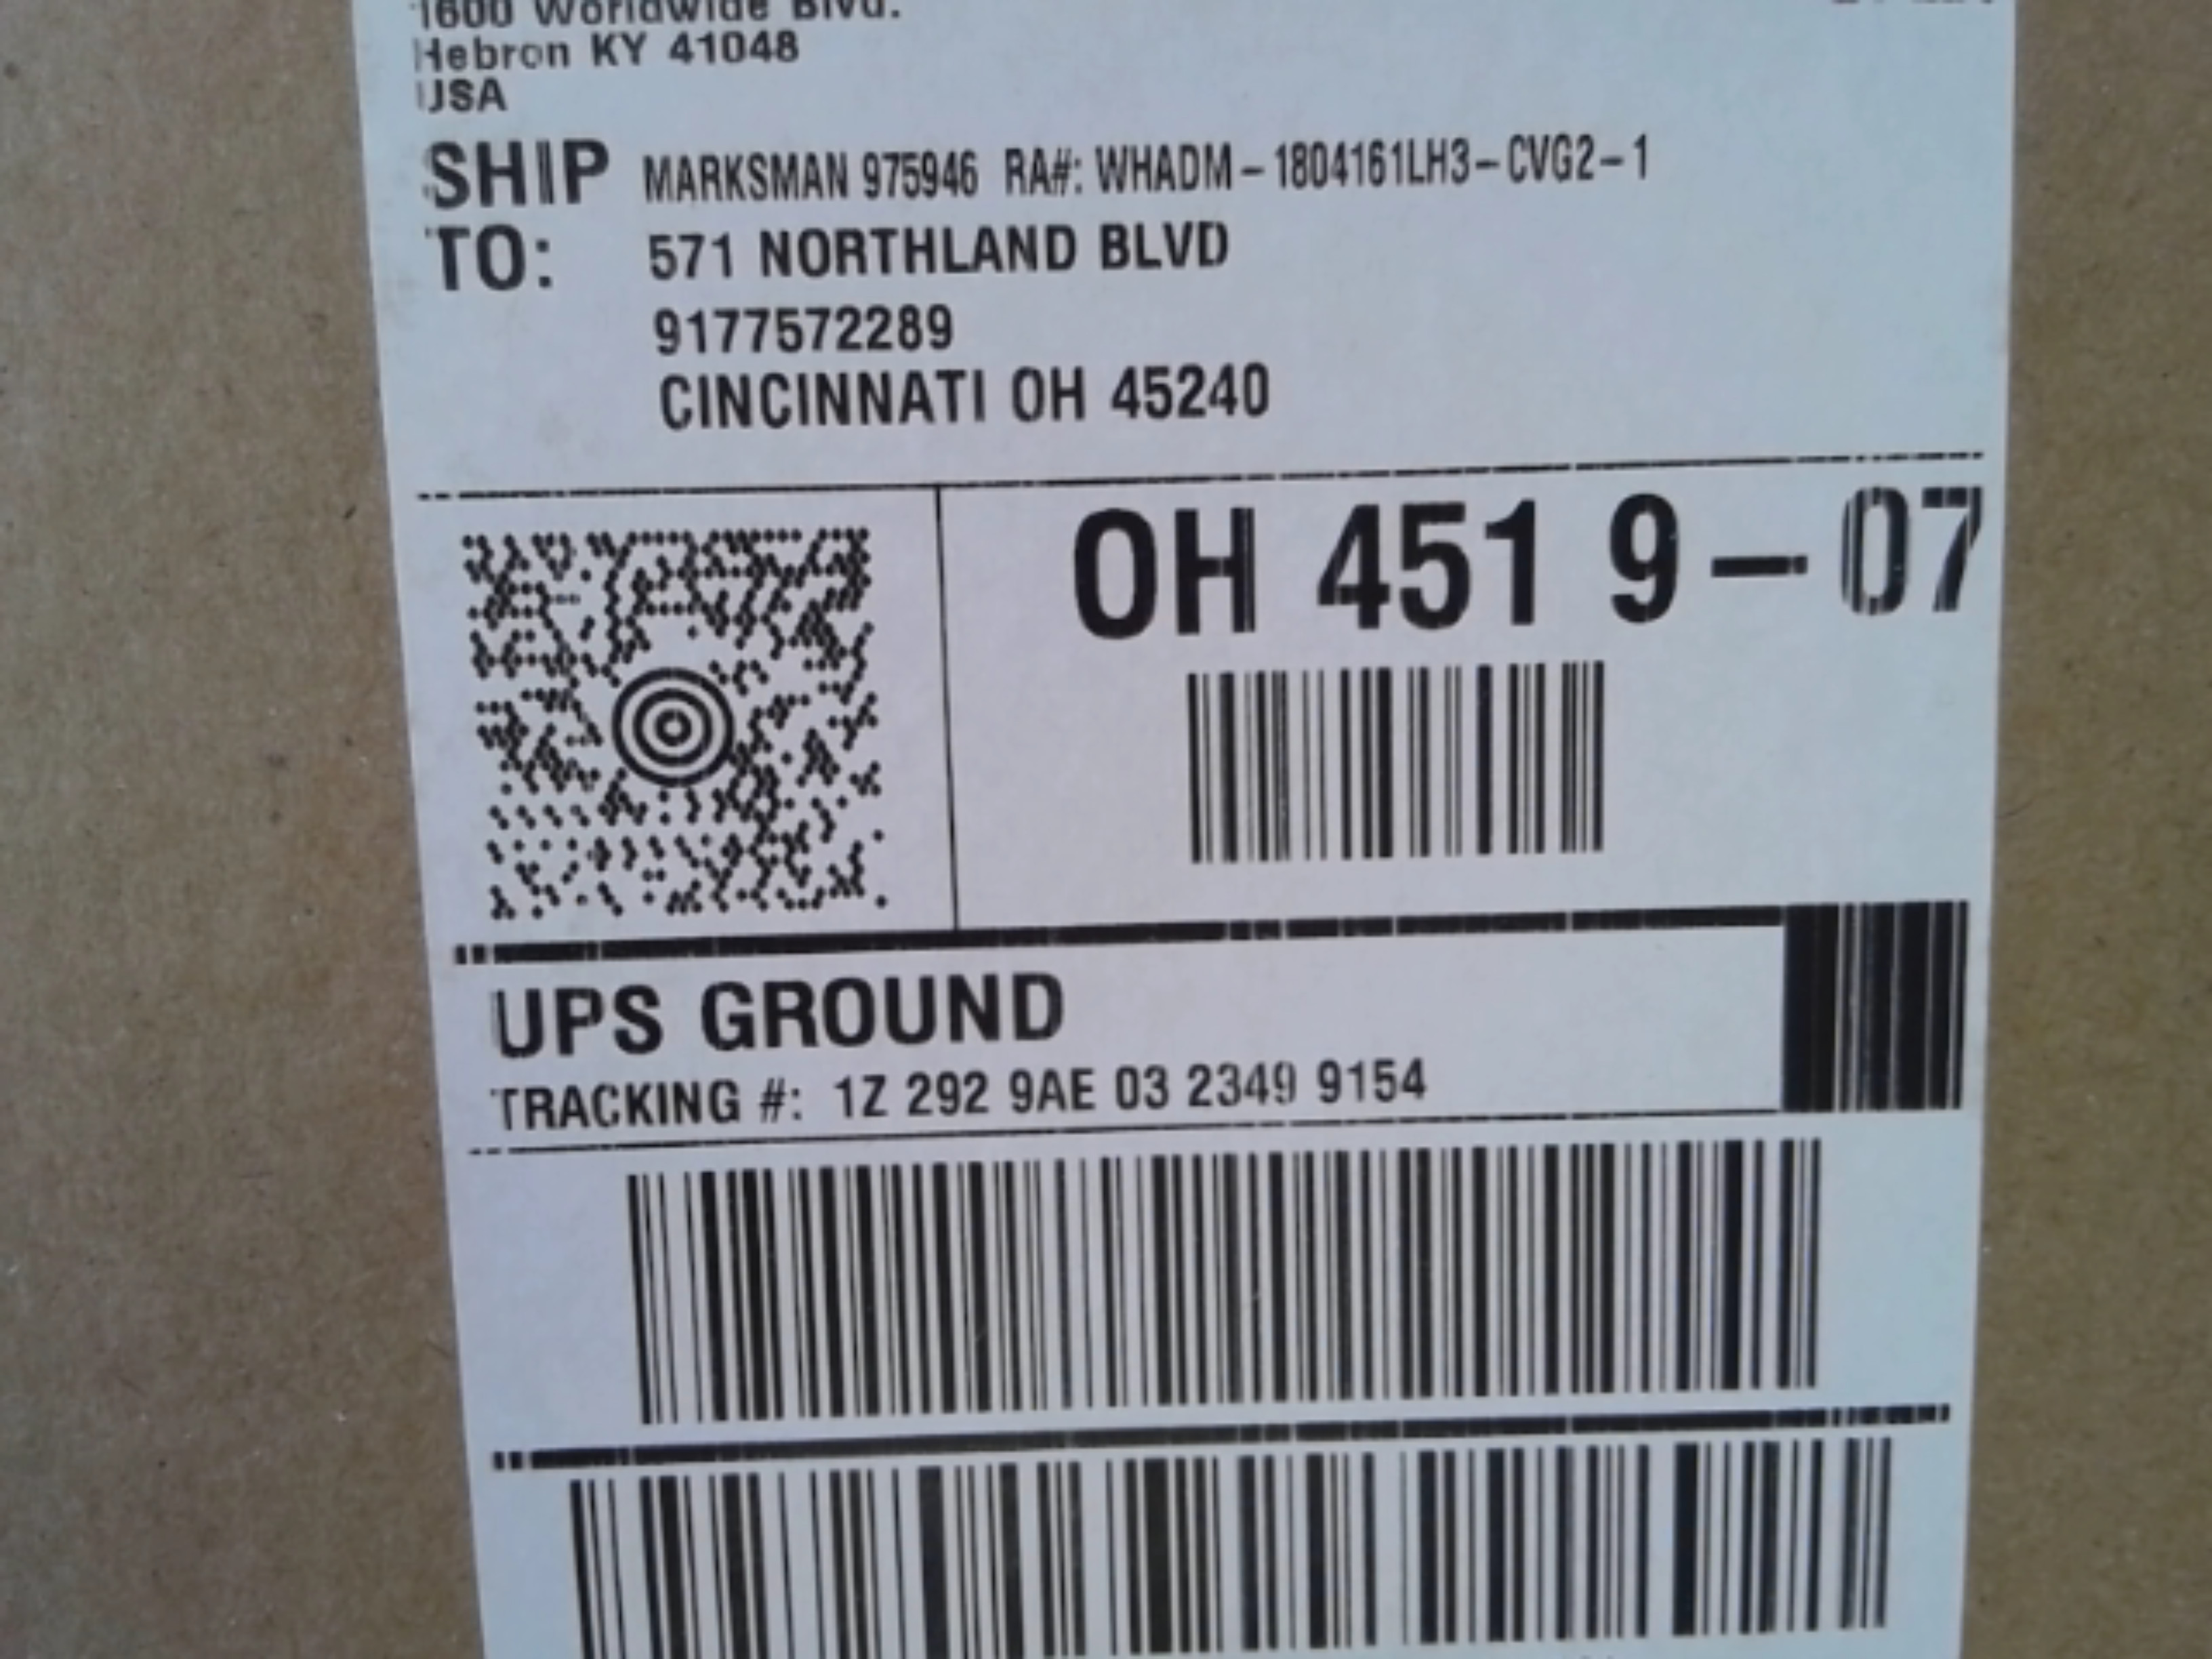 1600 Worldwide Blvd.
Hebron KY 41048
USA
SHIP TO:
MARKSMAN 975946 RA#: WHADM-1804161LH3-CVG2-1
571 NORTHLAND BLVD
9177572289
CINCINNATI OH 45240
OH 451 9-07
UPS GROUND
TRACKING #: 1Z 292 9AE 03 2349 9154